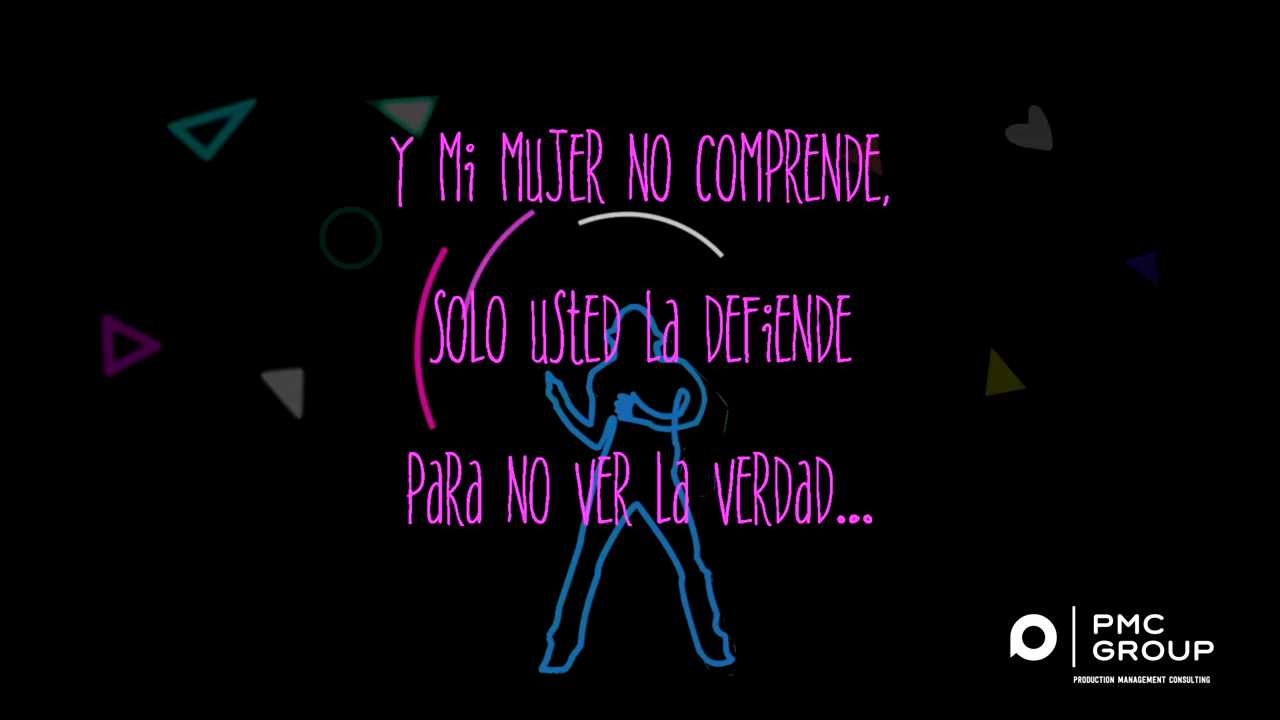 Y Mi MUJER NO COMPRENDE,
SOLO USTED LA DEFiENDE
PARA NO VER LA VERDAD...
PMC
GROUP
PRODUCTION MANAGEMENT CONSULTING